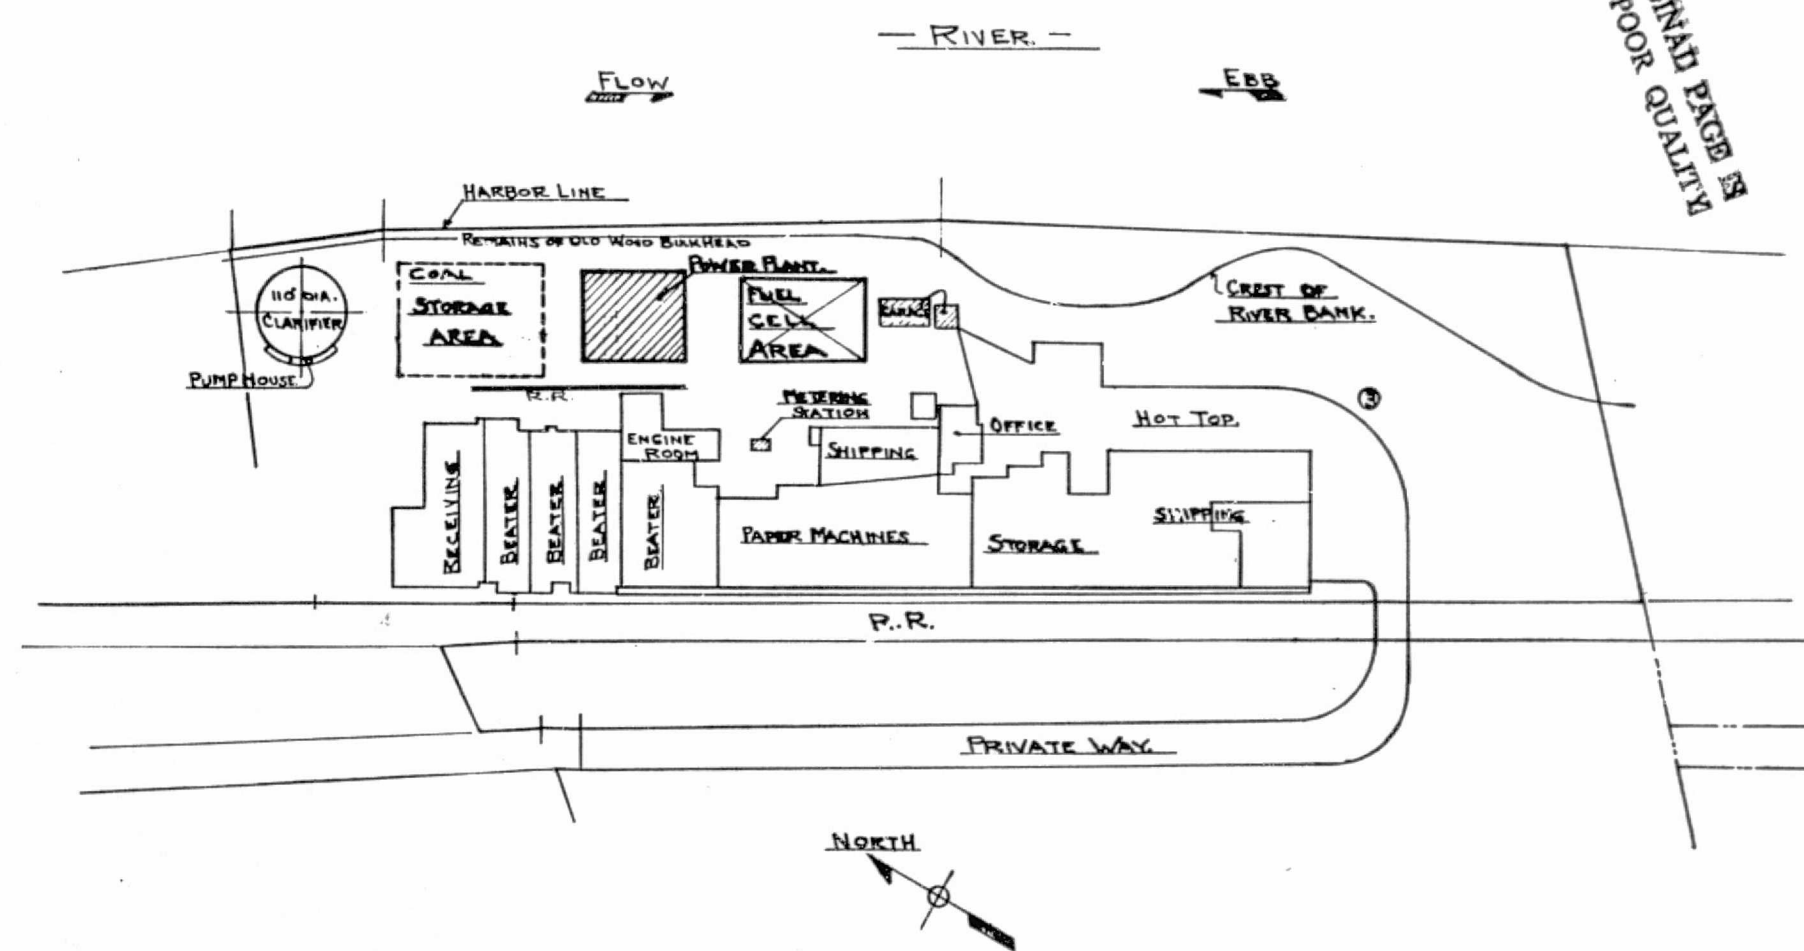 — RIVER. —
FLOW
EBB
PAGE IS
POOR QUALITY
HARBOR LINE
REMAINS OF OLD WOOD BULKHEAD
POWER PLANT.
COAL
STORAGE
AREA
110' DIA.
CLARIFIER
FUEL
CELL
AREA
GARAGE
CREST OF
RIVER BANK.
PUMP HOUSE
R.R.
METERING
STATION
3
HOT TOP.
OFFICE
ENGINE
ROOM
SHIPPING
RECEIVING
BEATER
BEATER
BEATER
BEATER
PAPER MACHINES
STORAGE
SHIPPING
R.R.
PRIVATE WAY.
NORTH